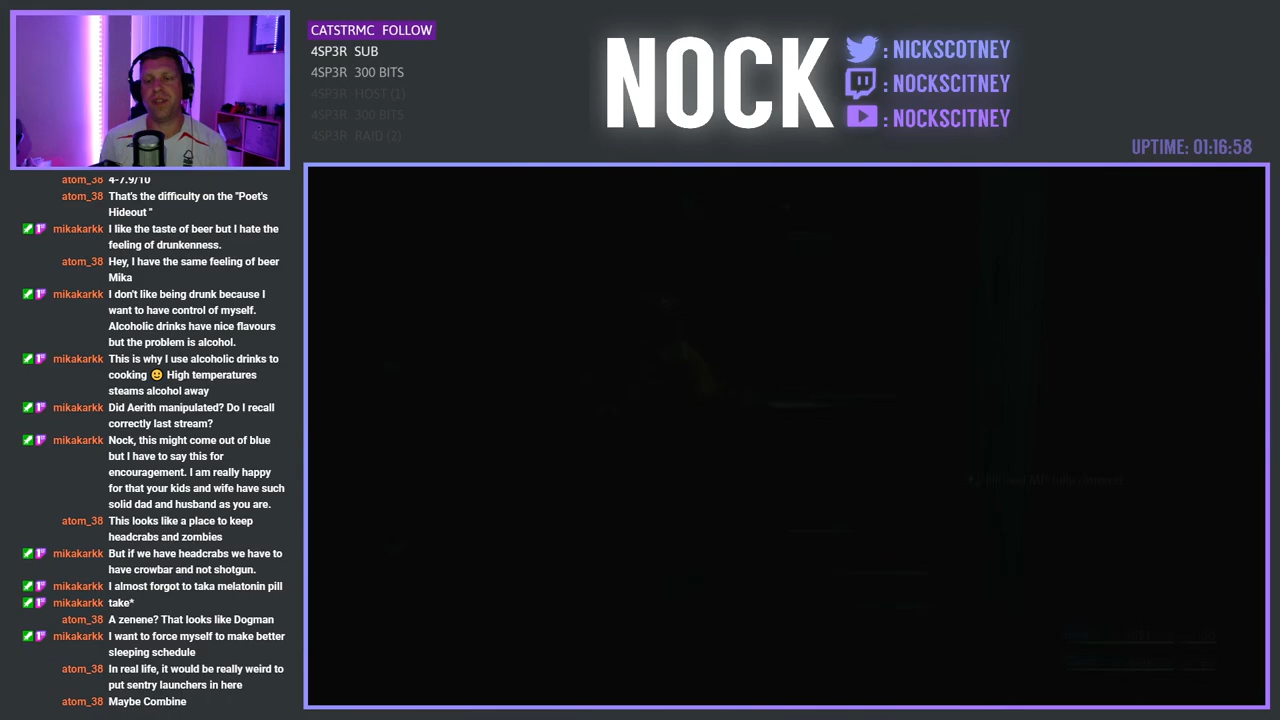 CATSTRMC FOLLOW
4SP3R SUB
4SP3R 300 BITS
4SP3R HOST (1)
4SP3R 300 BITS
4SP3R RAID (2)
NOCK
: NICKSCOTNEY
: NOCKSCITNEY
: NOCKSCITNEY
UPTIME: 01:16:58
atom_38 4-7.9/10
atom_38 That's the difficulty on the "Poet's
Hideout "
mikakarkk I like the taste of beer but I hate the
feeling of drunkenness.
atom_38 Hey, I have the same feeling of beer
Mika
mikakarkk I don't like being drunk because I
want to have control of myself.
Alcoholic drinks have nice flavours
but the problem is alcohol.
mikakarkk This is why I use alcoholic drinks to
cooking 😃 High temperatures
steams alcohol away
mikakarkk Did Aerith manipulated? Do I recall
correctly last stream?
mikakarkk Nock, this might come out of blue
but I have to say this for
encouragement. I am really happy
for that your kids and wife have such
solid dad and husband as you are.
atom_38 This looks like a place to keep
headcrabs and zombies
mikakarkk But if we have headcrabs we have to
have crowbar and not shotgun.
mikakarkk I almost forgot to taka melatonin pill
mikakarkk take*
atom_38 A zenene? That looks like Dogman
mikakarkk I want to force myself to make better
sleeping schedule
atom_38 In real life, it would be really weird to
put sentry launchers in here
atom_38 Maybe Combine